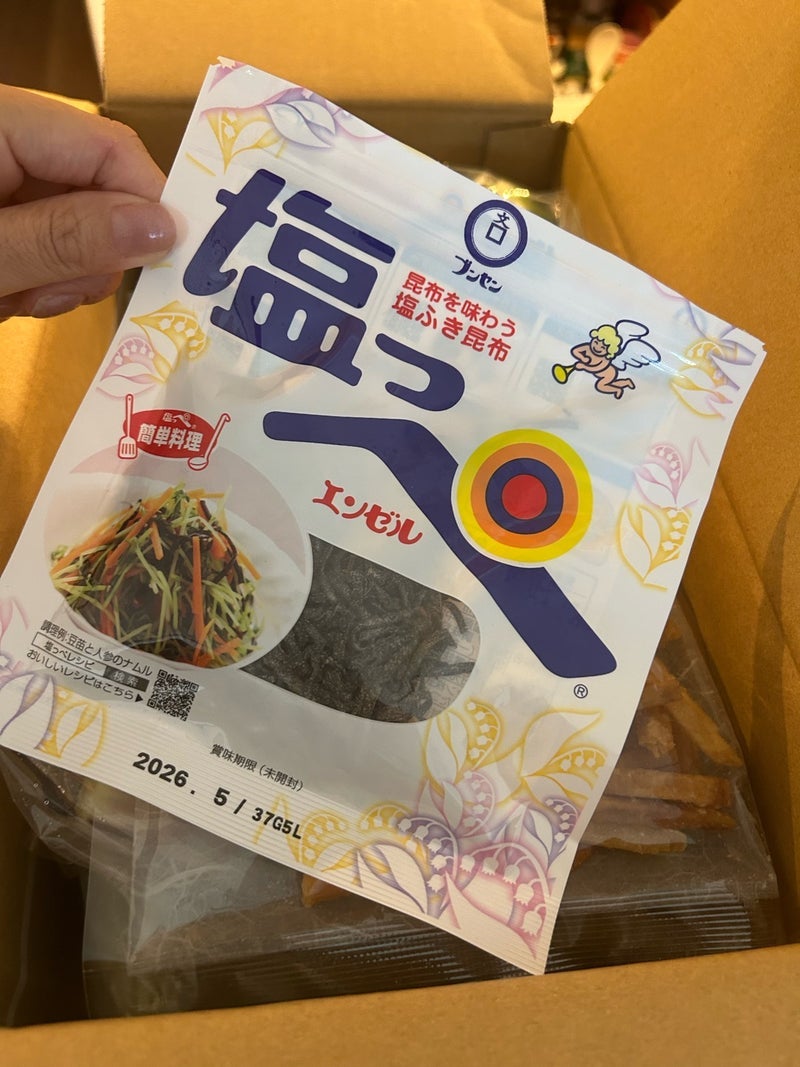 文口
ブンセン
塩っぺ
昆布を味わう
塩ふき昆布
塩っぺ
簡単料理
エンゼル
調理例:豆苗と人参のナムル
塩っぺレシピ 検索
おいしいレシピはこちら▶
®
賞味期限(未開封)
2026. 5/37G5L